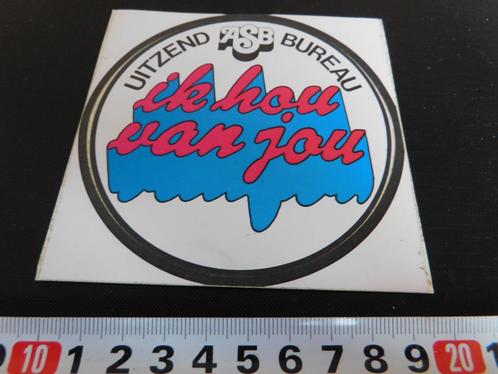 UITZEND ASB BUREAU
ik hou
van jou
10 1 2 3 4 5 6 7 8 9 20